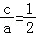 c/a = 1/2